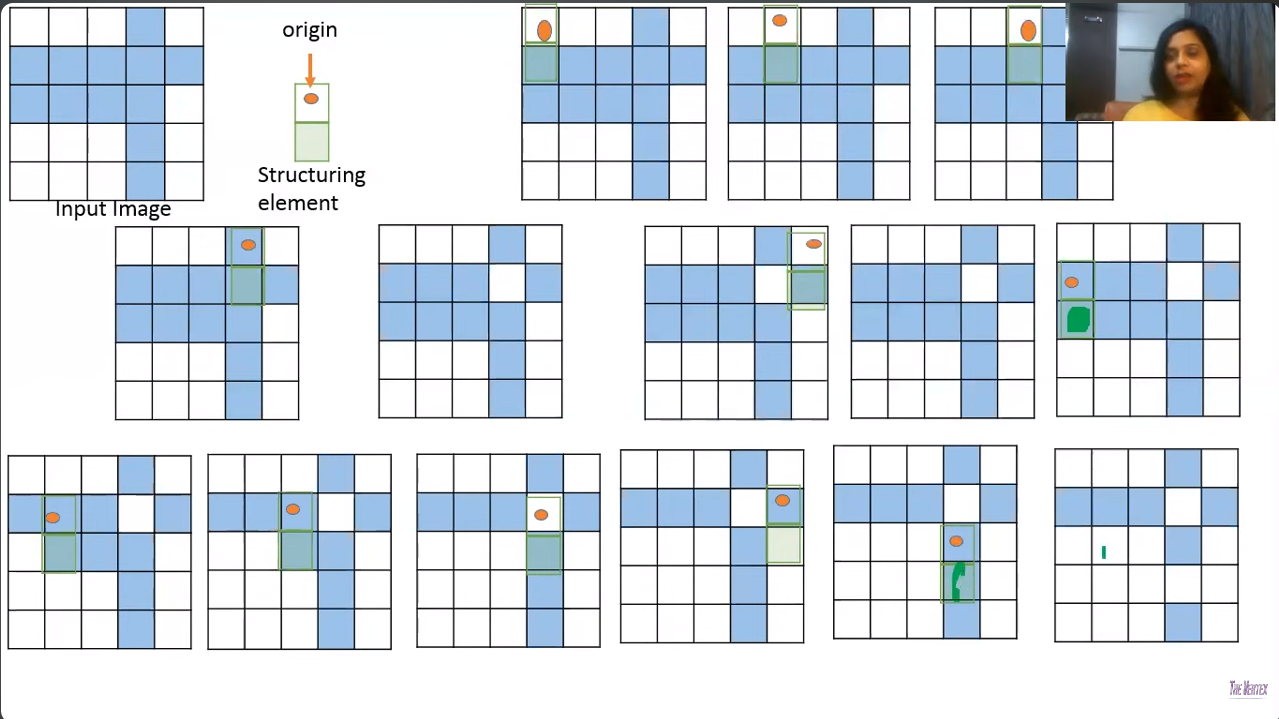 origin
Structuring
element
Input Image
THE VERTEX